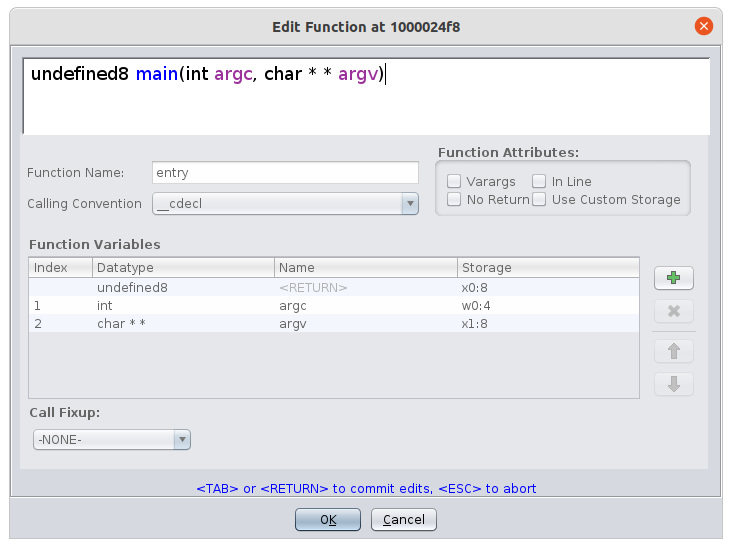 Edit Function at 1000024f8
undefined8 main(int argc, char * * argv)
Function Attributes:
Function Name: entry
Varargs In Line
Calling Convention __cdecl
No Return Use Custom Storage
Function Variables
Index Datatype Name Storage
undefined8 <RETURN> x0:8
1 int argc w0:4
2 char * * argv x1:8
Call Fixup:
-NONE-
<TAB> or <RETURN> to commit edits, <ESC> to abort
OK Cancel